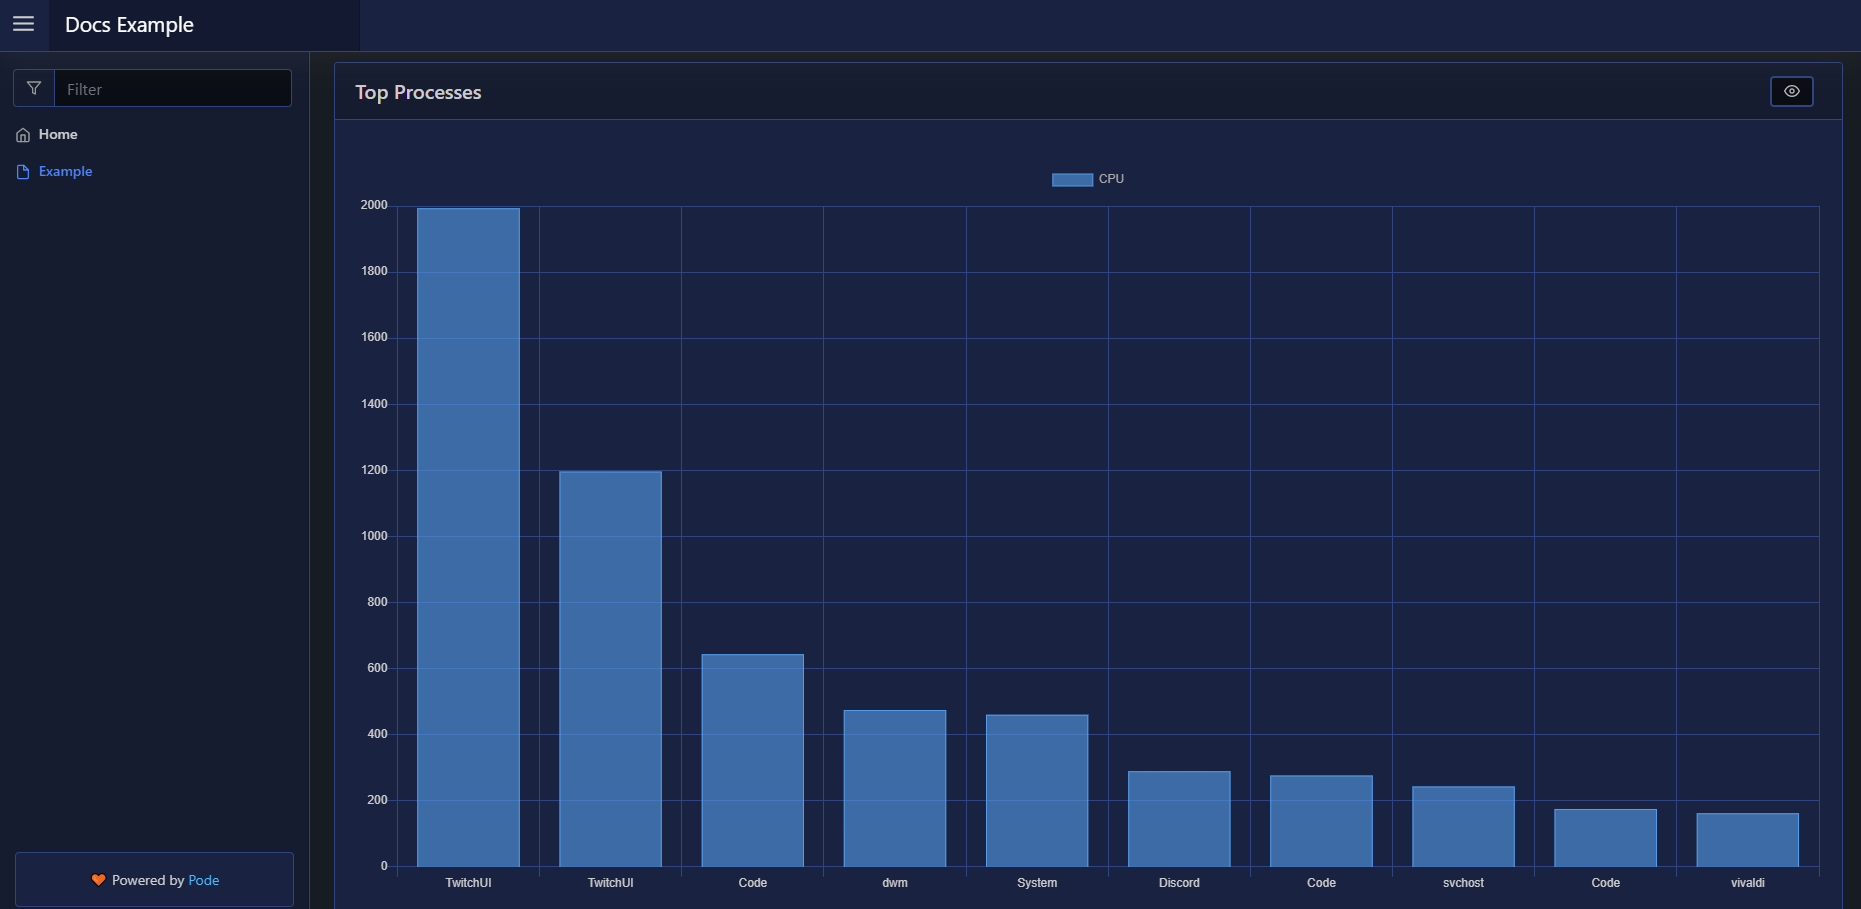 Docs Example
Filter
Home
Example
Powered by Pode
Top Processes
CPU
2000
1800
1600
1400
1200
1000
800
600
400
200
0
TwitchUI TwitchUI Code dwm System Discord Code svchost Code vivaldi